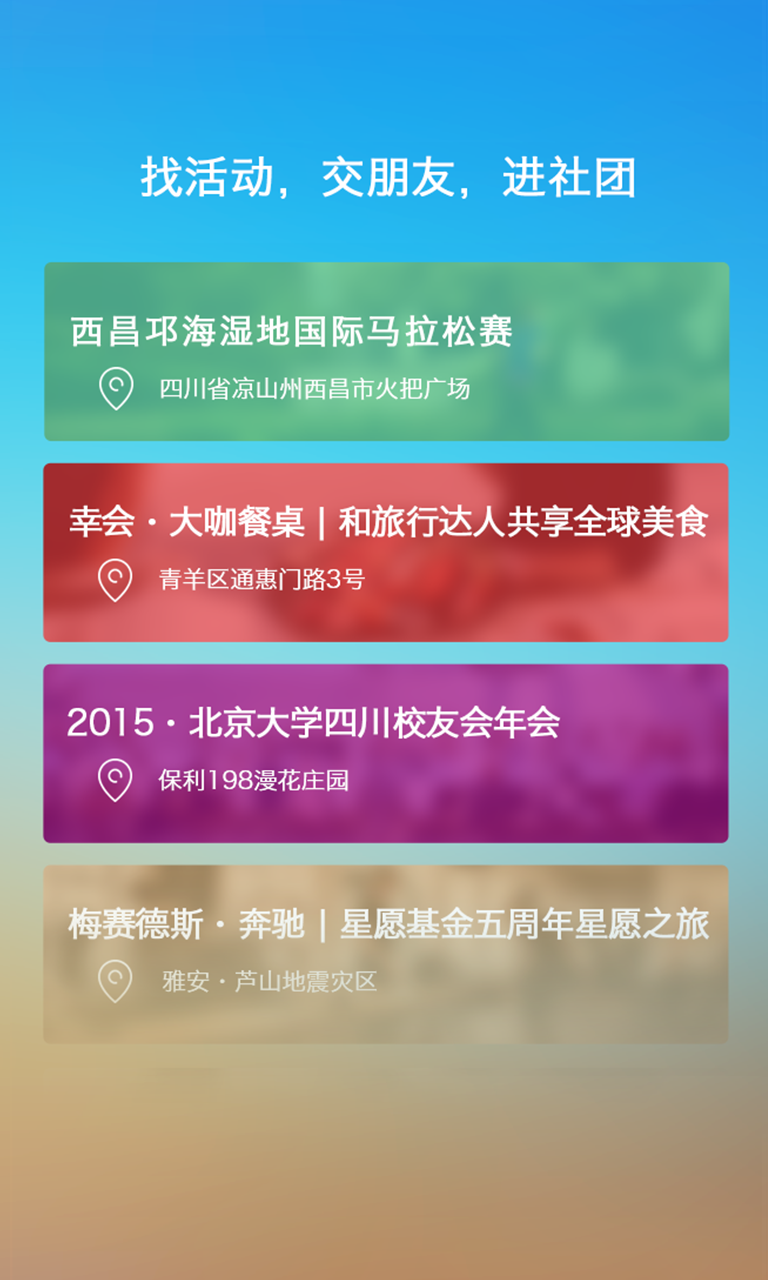 找活动，交朋友，进社团
西昌邛海湿地国际马拉松赛
四川省凉山州西昌市火把广场
幸会·大咖餐桌 | 和旅行达人共享全球美食
青羊区通惠门路3号
2015·北京大学四川校友会年会
保利198漫花庄园
梅赛德斯·奔驰 | 星愿基金五周年星愿之旅
雅安·芦山地震灾区